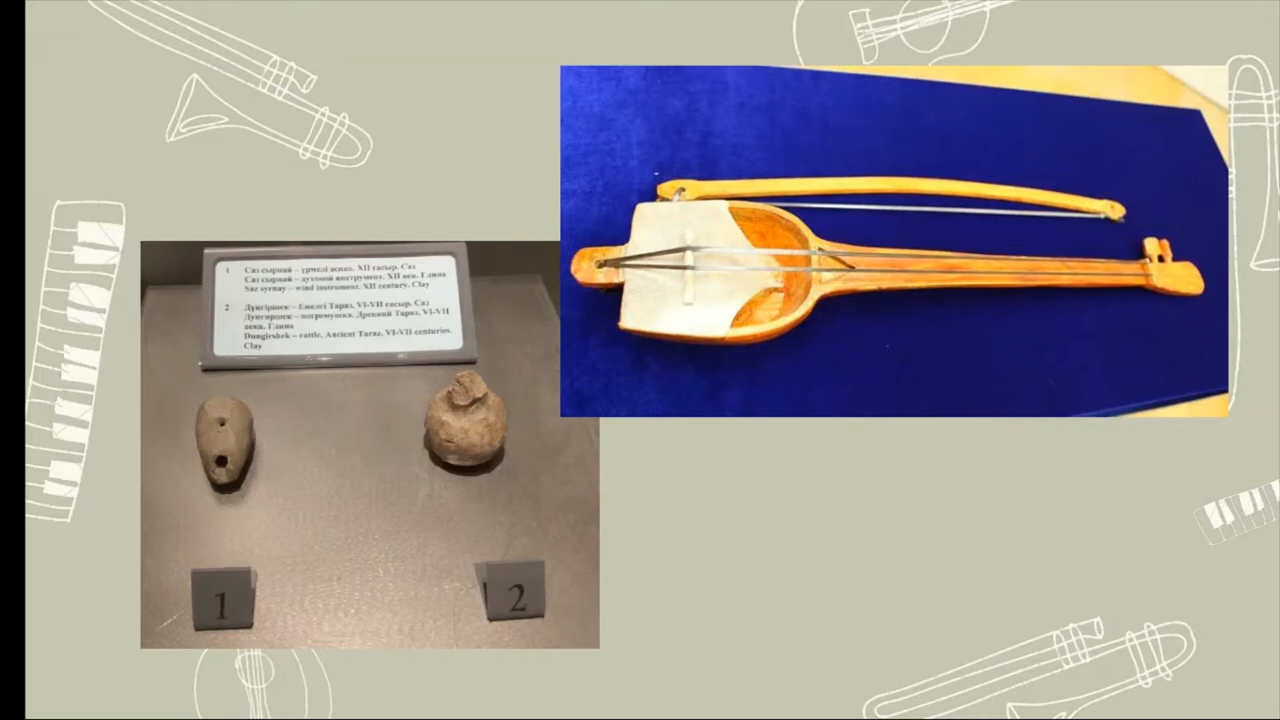 1 Саз сырнай – үрмелі аспап. XII ғасыр. Саз
Саз сырнай – духовой инструмент. XII век. Глина
Saz syrnay – wind instrument. XII century. Clay
2 Дүңгіршек – Ежелгі Тараз. VI-VII ғасыр. Саз
Дунгиршек – погремушка. Древний Тараз, VI-VII
века. Глина
Dungirshek – rattle. Ancient Taraz, VI-VII centuries.
Clay
1
2